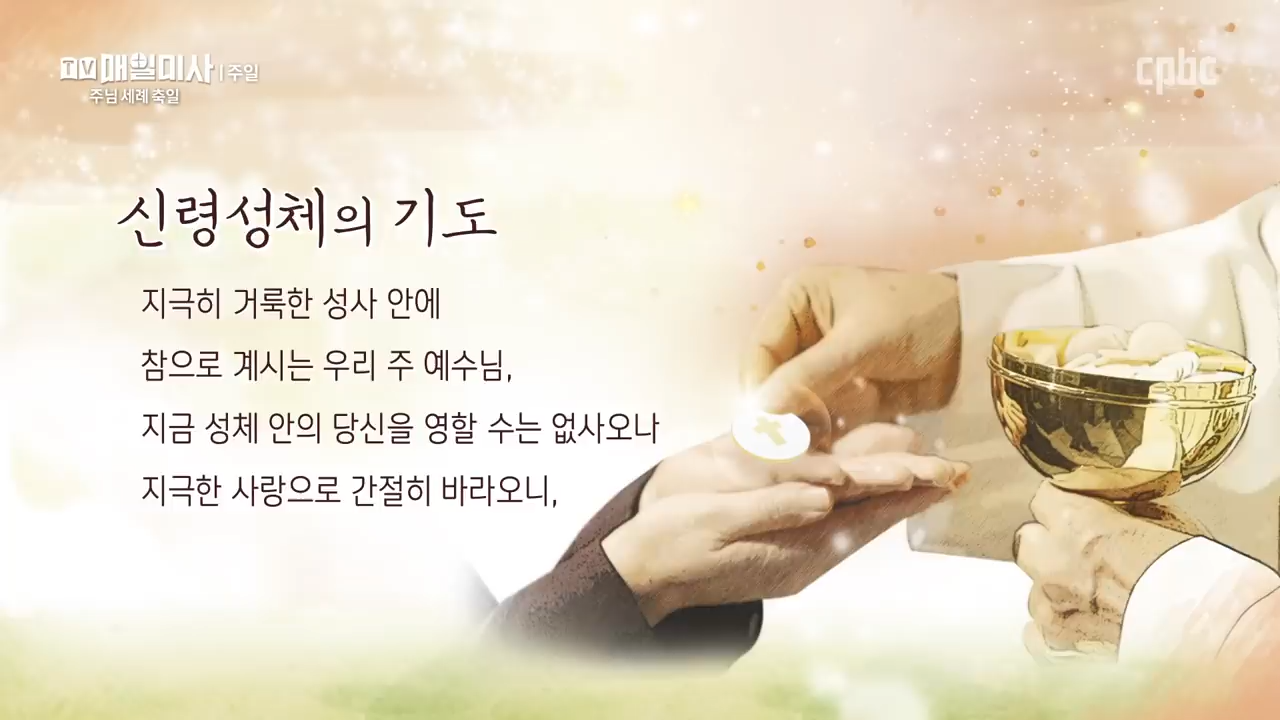 TV매일미사 | 주일
주님 세례 축일
cpbc
신령성체의 기도
지극히 거룩한 성사 안에
참으로 계시는 우리 주 예수님,
지금 성체 안의 당신을 영할 수는 없사오나
지극한 사랑으로 간절히 바라오니,